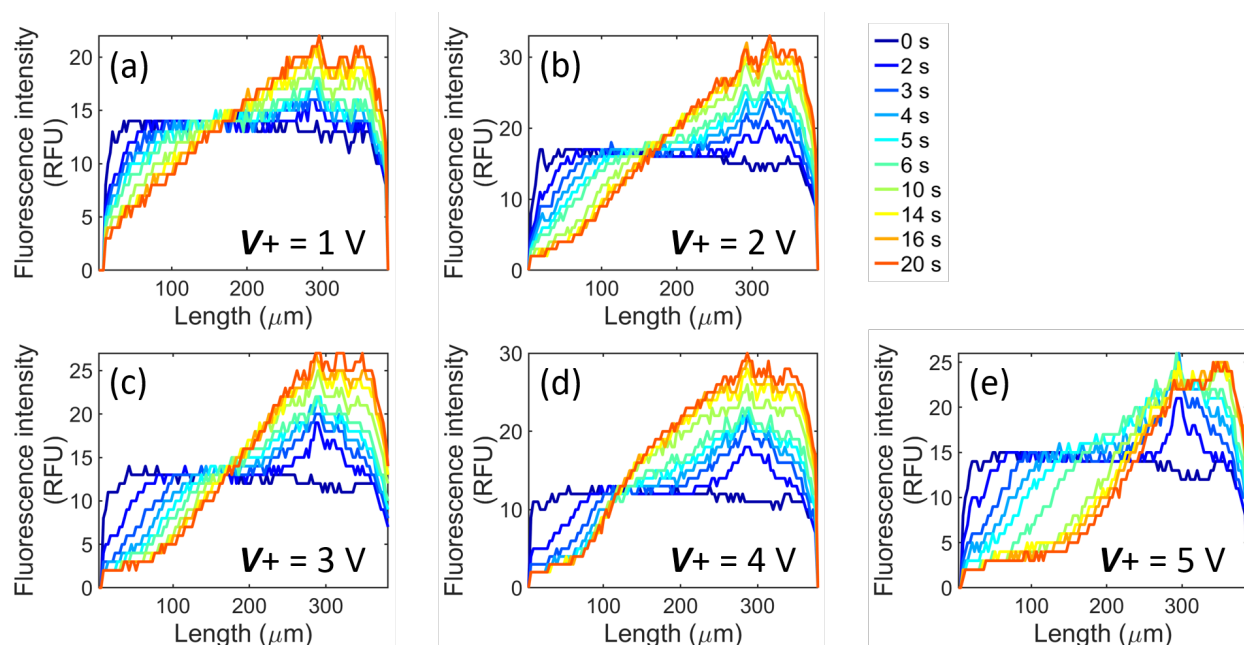 Fluorescence intensity
(RFU)
20
15
10
5
0
(a)
V+ = 1 V
100
200
300
Length (μm)
Fluorescence intensity
(RFU)
30
20
10
0
(b)
V+ = 2 V
100
200
300
Length (μm)
0 s
2 s
3 s
4 s
5 s
6 s
10 s
14 s
16 s
20 s
Fluorescence intensity
(RFU)
25
20
15
10
5
0
(c)
V+ = 3 V
100
200
300
Length (μm)
Fluorescence intensity
(RFU)
30
20
10
0
(d)
V+ = 4 V
100
200
300
Length (μm)
Fluorescence intensity
(RFU)
25
20
15
10
5
0
(e)
V+ = 5 V
100
200
300
Length (μm)